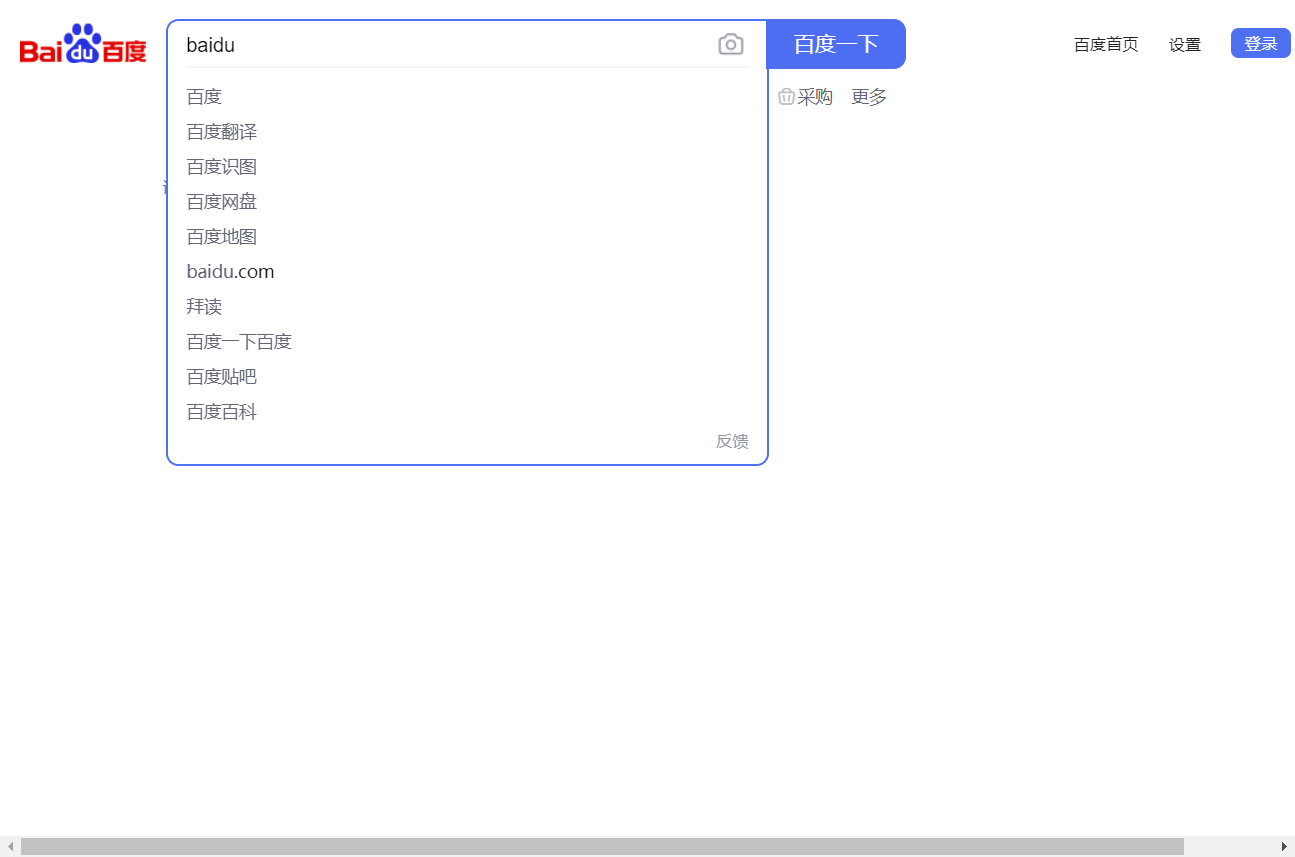 Bai du 百度 baidu 百度一下 百度首页 设置 登录
采购 更多
百度
百度翻译
百度识图
百度网盘
百度地图
baidu.com
拜读
百度一下百度
百度贴吧
百度百科
反馈